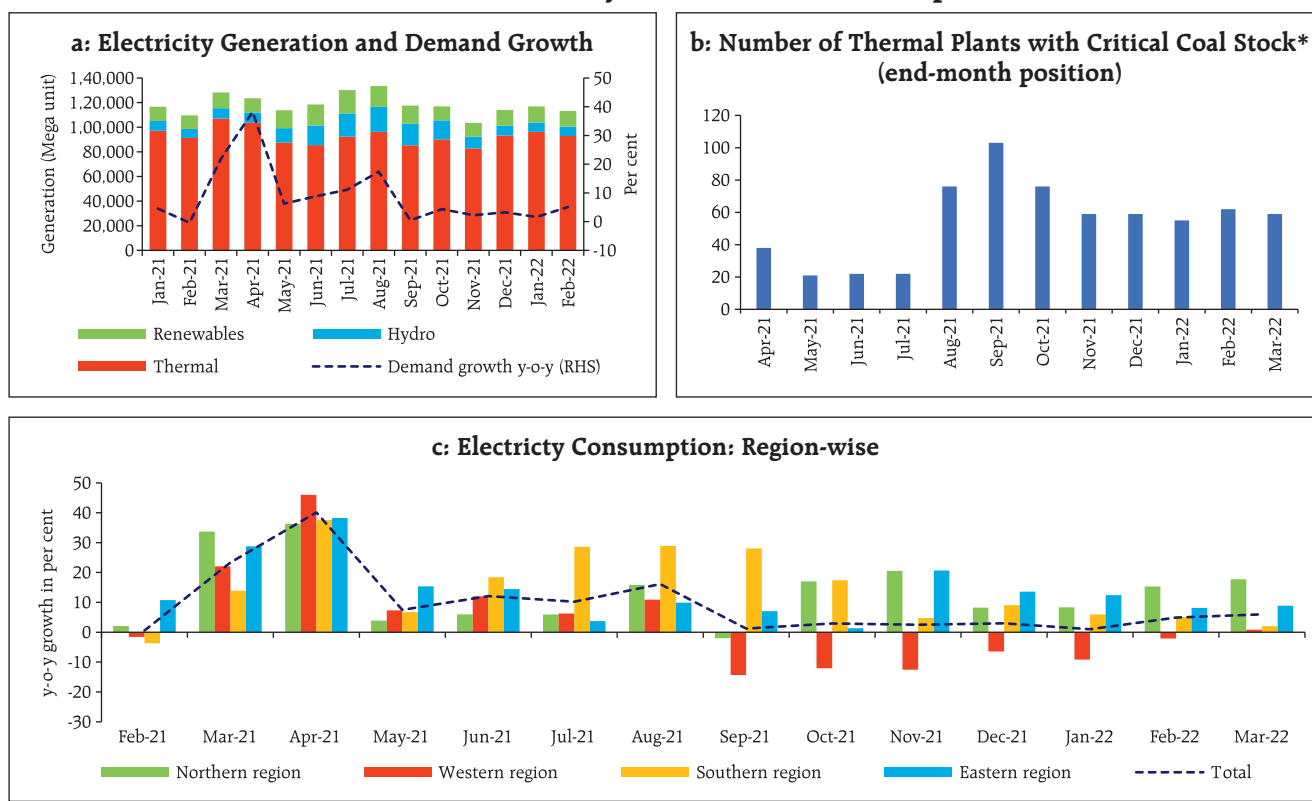 a: Electricity Generation and Demand Growth
Generation (Mega unit)
1,40,000
1,20,000
1,00,000
80,000
60,000
40,000
20,000
0
50
40
30
20
10
0
-10
Per cent
Jan-21
Feb-21
Mar-21
Apr-21
May-21
Jun-21
Jul-21
Aug-21
Sep-21
Oct-21
Nov-21
Dec-21
Jan-22
Feb-22
Renewables
Hydro
Thermal
Demand growth y-o-y (RHS)
b: Number of Thermal Plants with Critical Coal Stock*
(end-month position)
120
100
80
60
40
20
0
Apr-21
May-21
Jun-21
Jul-21
Aug-21
Sep-21
Oct-21
Nov-21
Dec-21
Jan-22
Feb-22
Mar-22
c: Electricty Consumption: Region-wise
y-o-y growth in per cent
50
40
30
20
10
0
-10
-20
-30
Feb-21
Mar-21
Apr-21
May-21
Jun-21
Jul-21
Aug-21
Sep-21
Oct-21
Nov-21
Dec-21
Jan-22
Feb-22
Mar-22
Northern region
Western region
Southern region
Eastern region
Total